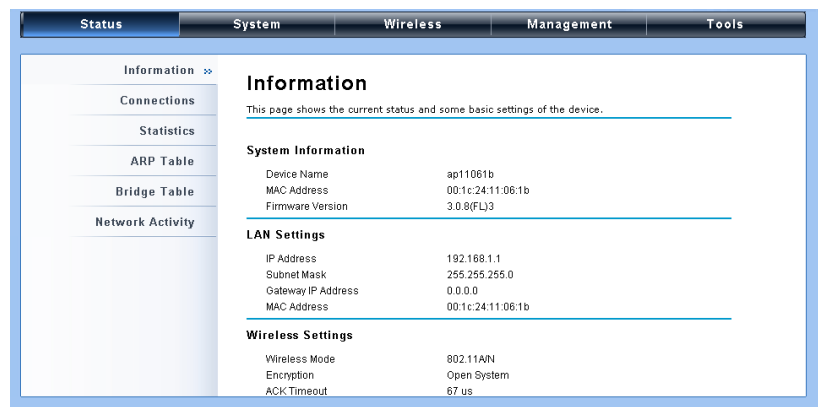 Status System Wireless Management Tools
Information »
Connections
Statistics
ARP Table
Bridge Table
Network Activity
Information
This page shows the current status and some basic settings of the device.
System Information
Device Name ap11061b
MAC Address 00:1c:24:11:06:1b
Firmware Version 3.0.8(FL)3
LAN Settings
IP Address 192.168.1.1
Subnet Mask 255.255.255.0
Gateway IP Address 0.0.0.0
MAC Address 00:1c:24:11:06:1b
Wireless Settings
Wireless Mode 802.11A/N
Encryption Open System
ACK Timeout 67 us